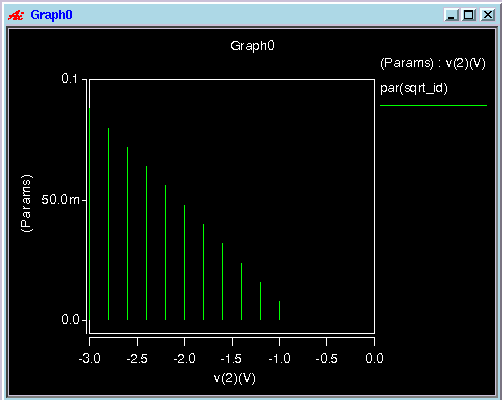 Graph0
Graph0
(Params) : v(2)(V)
par(sqrt_id)
0.1
50.0m
0.0
(Params)
-3.0 -2.5 -2.0 -1.5 -1.0 -0.5 0.0
v(2)(V)